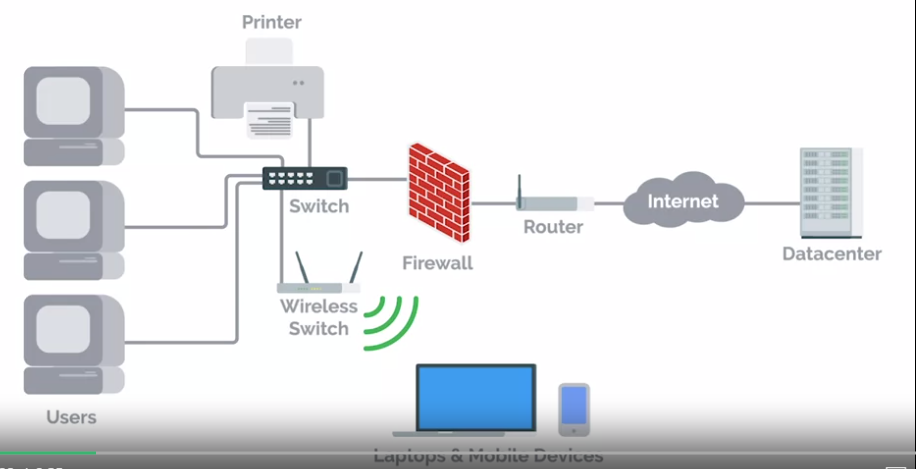 Printer
Switch
Internet
Router
Datacenter
Firewall
Wireless
Switch
Users
Laptops & Mobile Devices